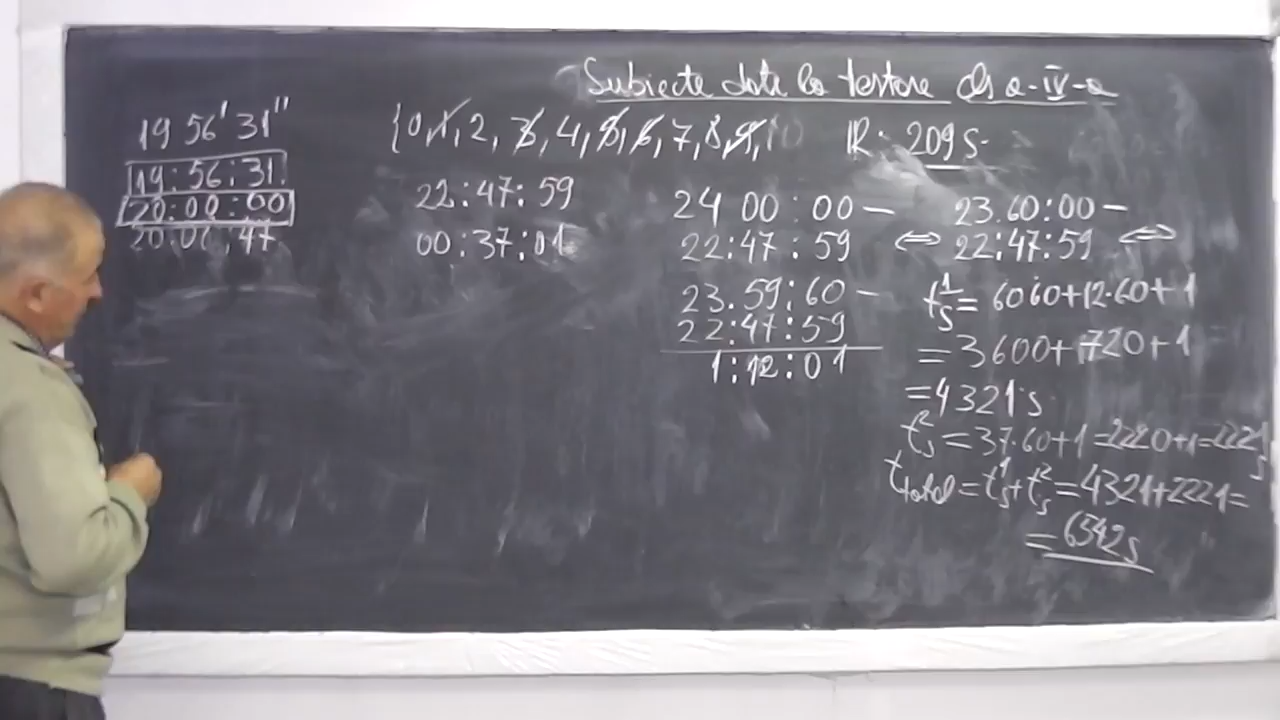 Subiecte date la testare cls a-IV-a
19 56' 31"
19:56:31
20:00:00
20:07:47
{0, 1, 2, 3, 4, 5, 6, 7, 8, 9, 10
R: 209 s.
22:47:59
00:37:01
24 00:00 –
22:47:59 ⇔
23.59:60 –
22:47:59
1:12:01
23.60:00 –
22:47:59 ⇔
t¹s = 6060+12·60+1
= 3600+720+1
= 4321 s
t²s = 37·60+1 = 2220+1 = 2221 s
t total = t¹s + t²s = 4321+2221 =
= 6542 s